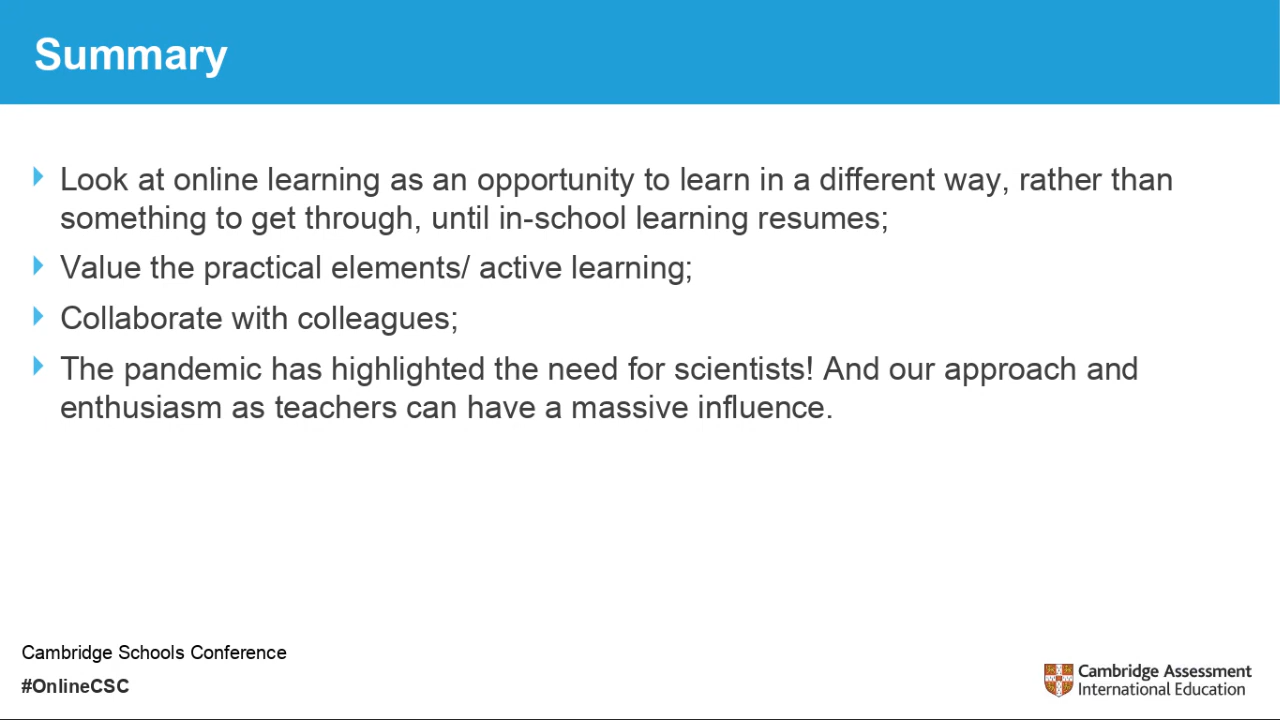 Summary
Look at online learning as an opportunity to learn in a different way, rather than
something to get through, until in-school learning resumes;
Value the practical elements/ active learning;
Collaborate with colleagues;
The pandemic has highlighted the need for scientists! And our approach and
enthusiasm as teachers can have a massive influence.
Cambridge Schools Conference
#OnlineCSC
Cambridge Assessment
International Education